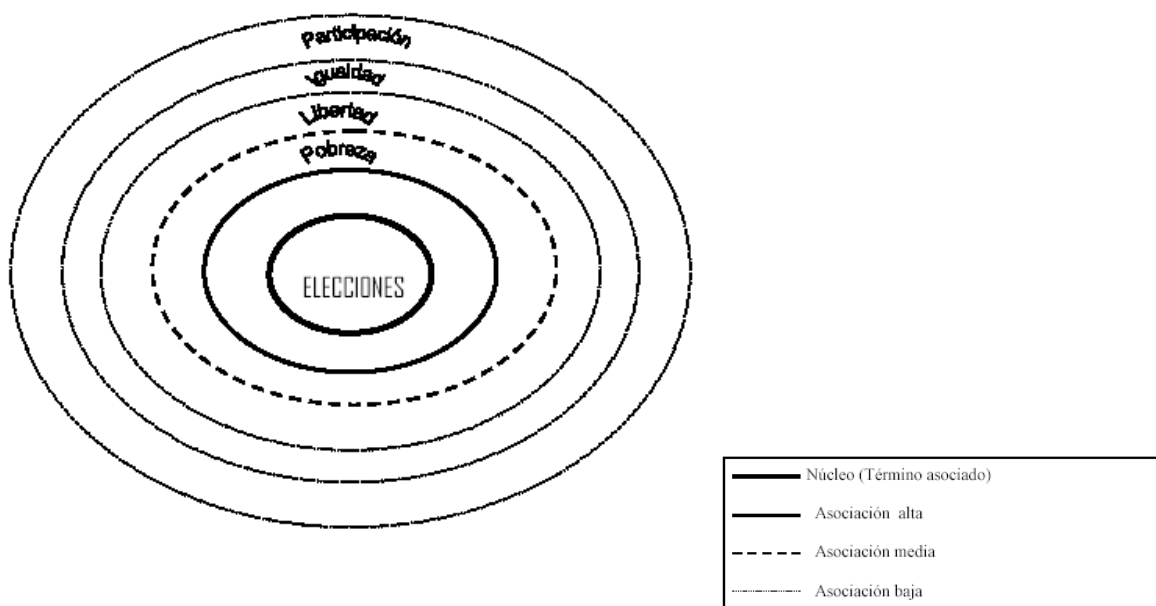 Participación
Igualdad
Libertad
Pobreza
ELECCIONES
Núcleo (Término asociado)
Asociación alta
Asociación media
Asociación baja